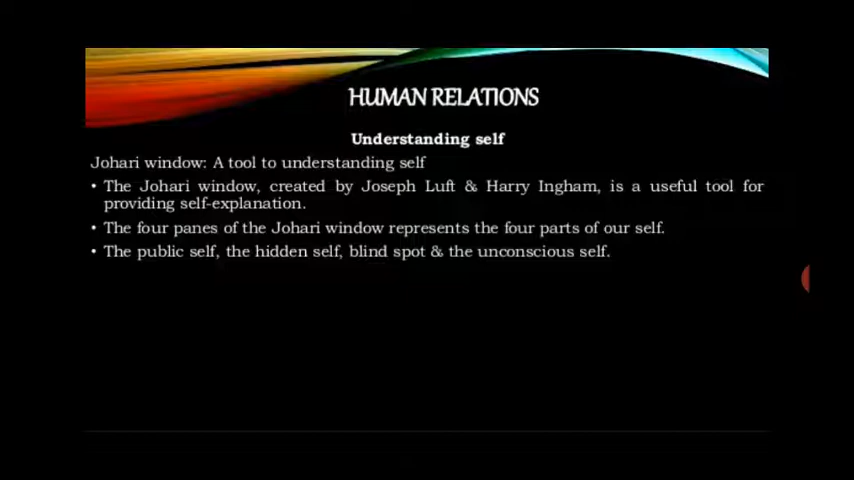 HUMAN RELATIONS
Understanding self
Johari window: A tool to understanding self
• The Johari window, created by Joseph Luft & Harry Ingham, is a useful tool for
providing self-explanation.
• The four panes of the Johari window represents the four parts of our self.
• The public self, the hidden self, blind spot & the unconscious self.